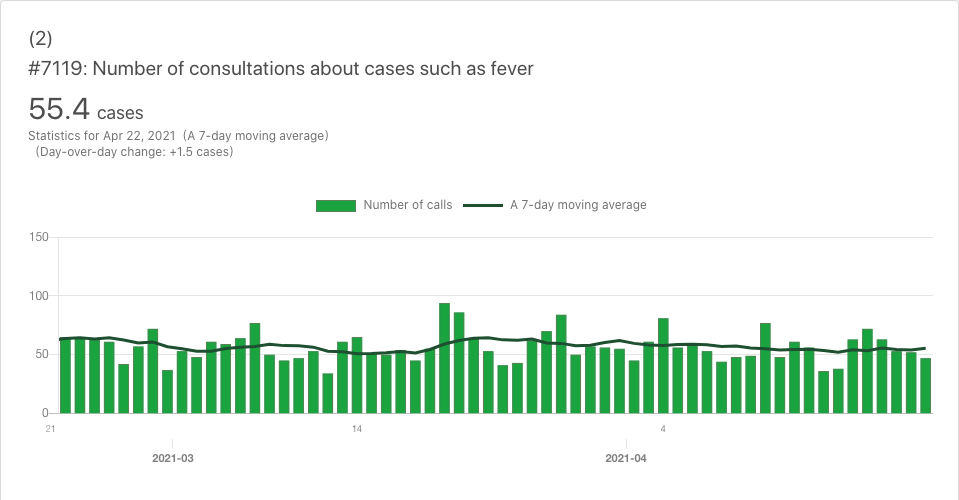 (2)
#7119: Number of consultations about cases such as fever
55.4 cases
Statistics for Apr 22, 2021 (A 7-day moving average)
(Day-over-day change: +1.5 cases)
Number of calls A 7-day moving average
150
100
50
0
21 14 4
2021-03 2021-04